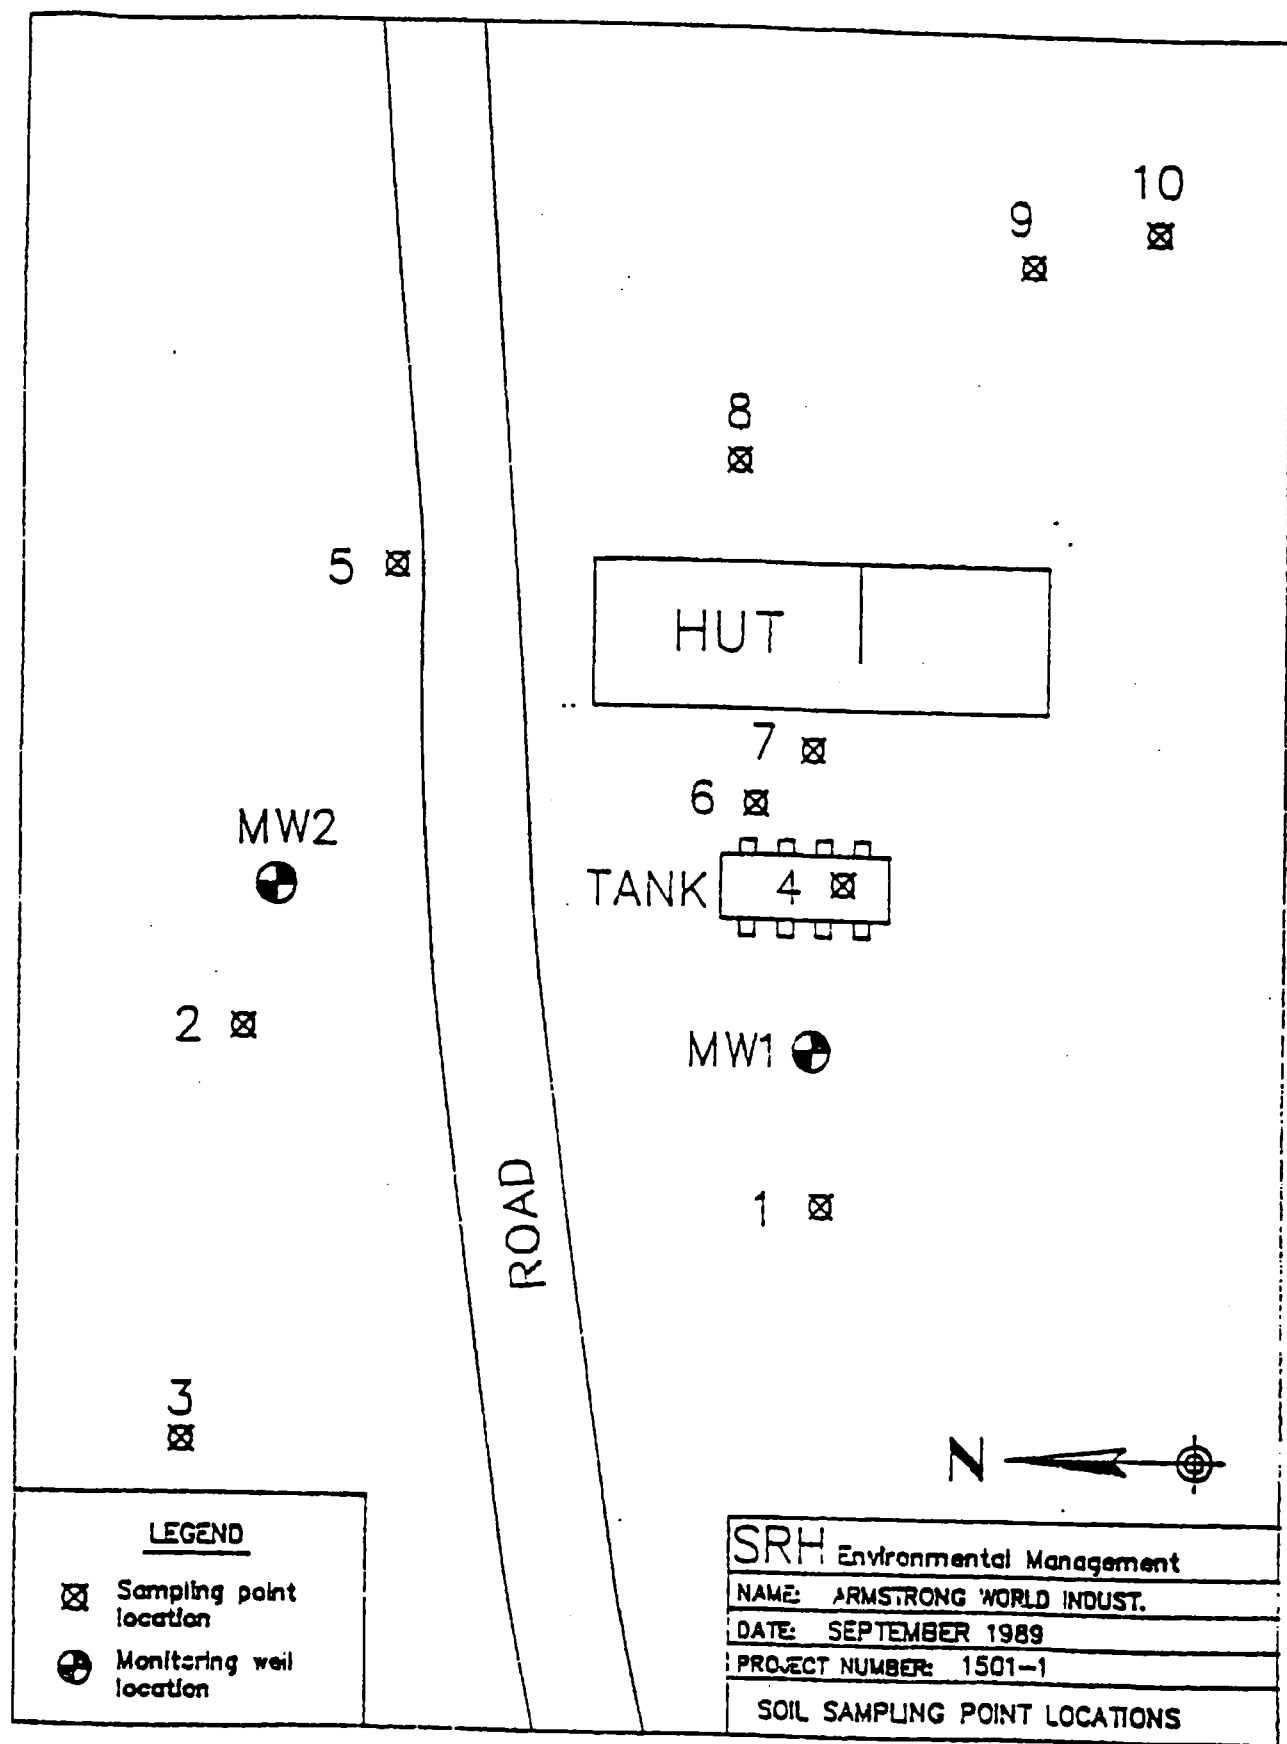 10
9
8
5
HUT
7
6
MW2
TANK
4
2
MW1
1
ROAD
3
N
LEGEND
Sampling point
location
Monitoring well
location
SRH Environmental Management
NAME: ARMSTRONG WORLD INDUST.
DATE: SEPTEMBER 1989
PROJECT NUMBER: 1501-1
SOIL SAMPLING POINT LOCATIONS